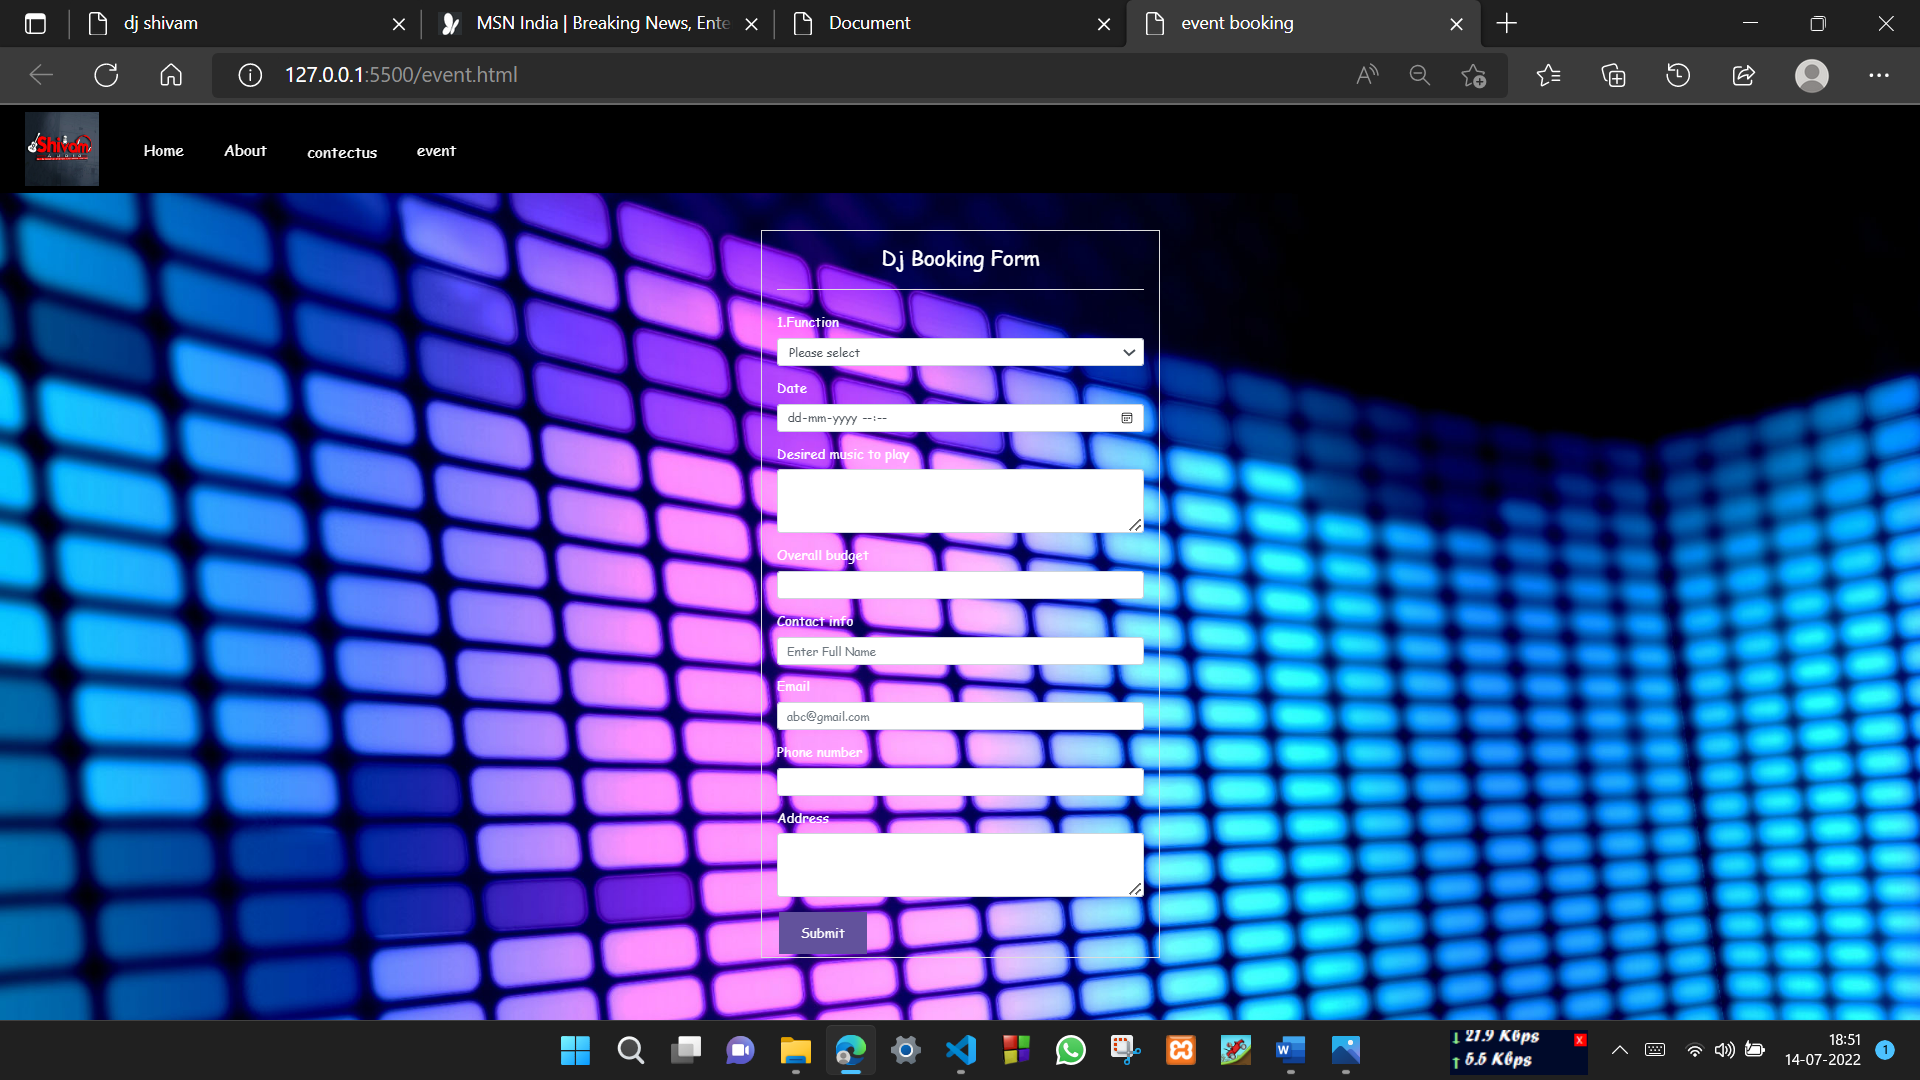 dj shivam
MSN India | Breaking News, Ente
Document
event booking
127.0.0.1:5500/event.html
Shivam
AUDIO
Home
About
contectus
event
Dj Booking Form
1.Function
Please select
Date
dd-mm-yyyy --:--
Desired music to play
Overall budget
Contact info
Enter Full Name
Email
abc@gmail.com
Phone number
Address
Submit
↓ 21.9 Kbps
X
↑ 5.5 Kbps
18:51
14-07-2022
1